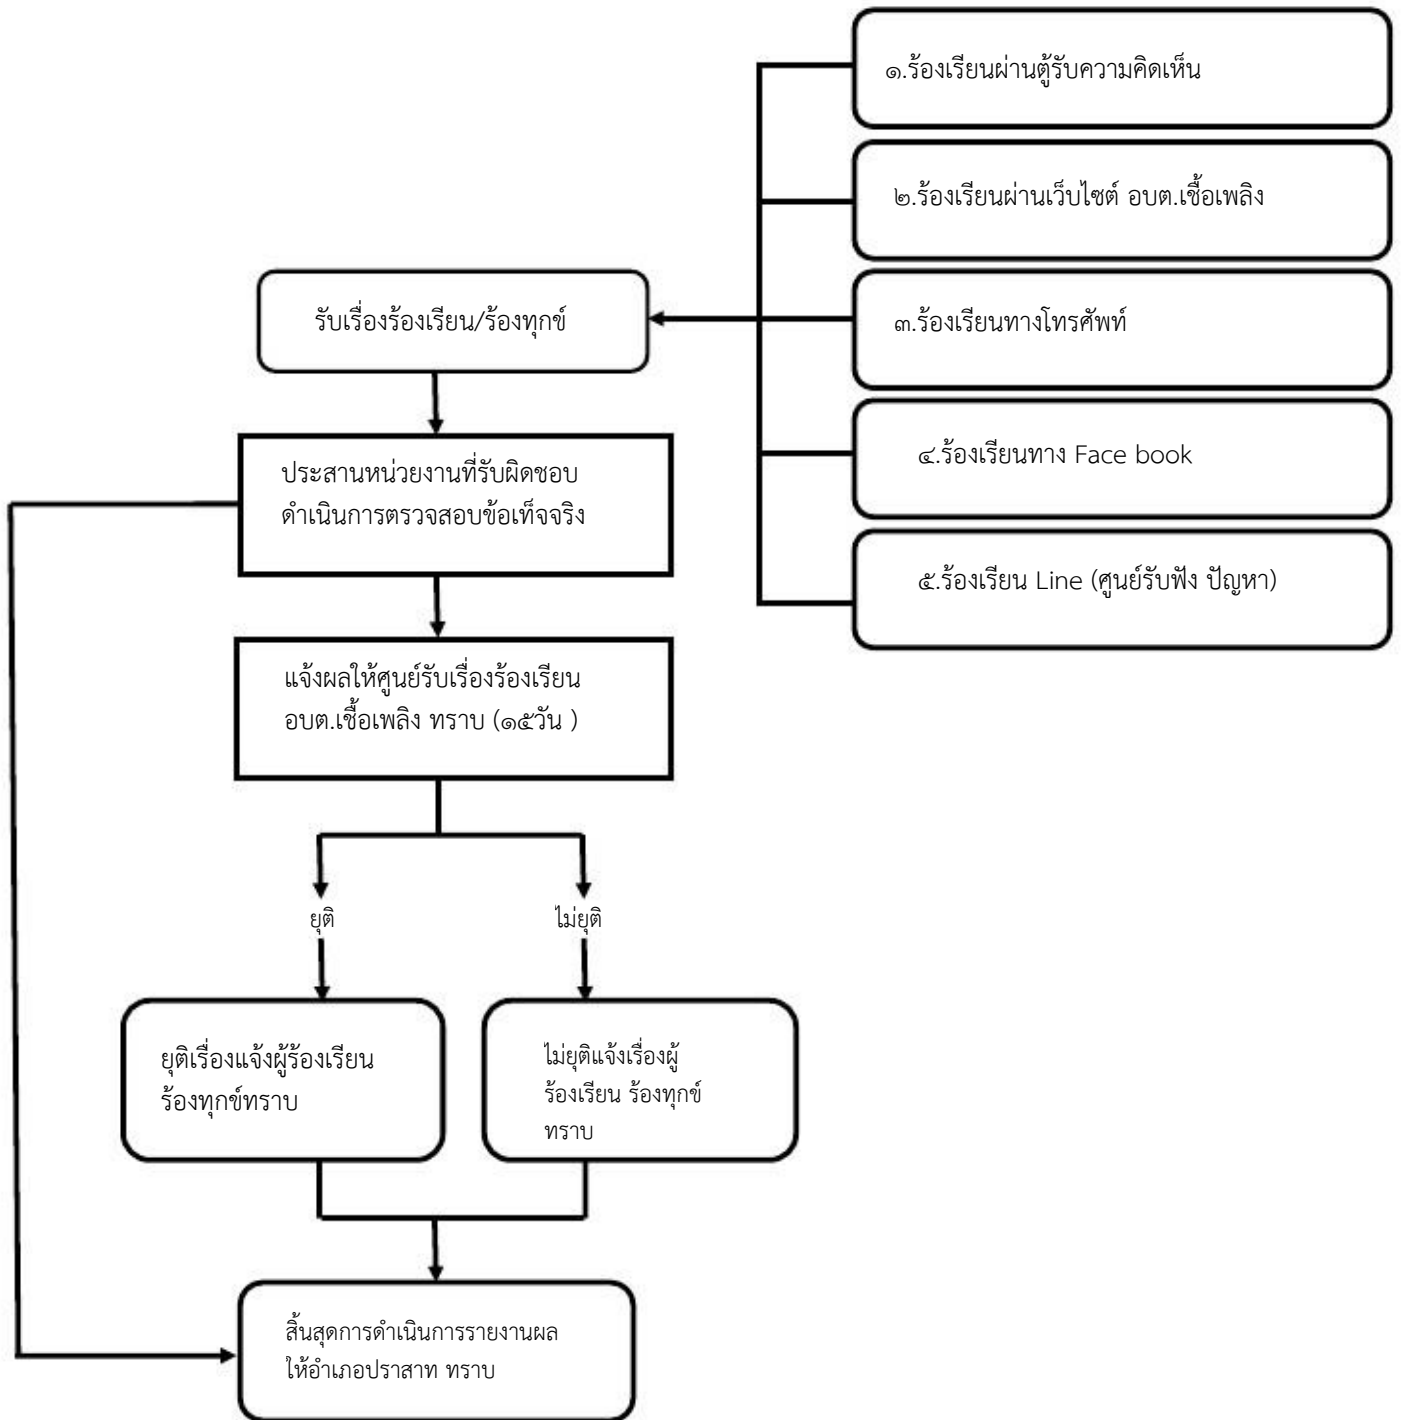 ๑.ร้องเรียนผ่านตู้รับความคิดเห็น
๒.ร้องเรียนผ่านเว็บไซต์ อบต.เชื้อเพลิง
รับเรื่องร้องเรียน/ร้องทุกข์
๓.ร้องเรียนทางโทรศัพท์
๔.ร้องเรียนทาง Face book
๕.ร้องเรียน Line (ศูนย์รับฟัง ปัญหา)
ประสานหน่วยงานที่รับผิดชอบ
ดำเนินการตรวจสอบข้อเท็จจริง
แจ้งผลให้ศูนย์รับเรื่องร้องเรียน
อบต.เชื้อเพลิง ทราบ (๑๕วัน )
ยุติ
ไม่ยุติ
ยุติเรื่องแจ้งผู้ร้องเรียน
ร้องทุกข์ทราบ
ไม่ยุติแจ้งเรื่องผู้
ร้องเรียน ร้องทุกข์
ทราบ
สิ้นสุดการดำเนินการรายงานผล
ให้อำเภอปราสาท ทราบ